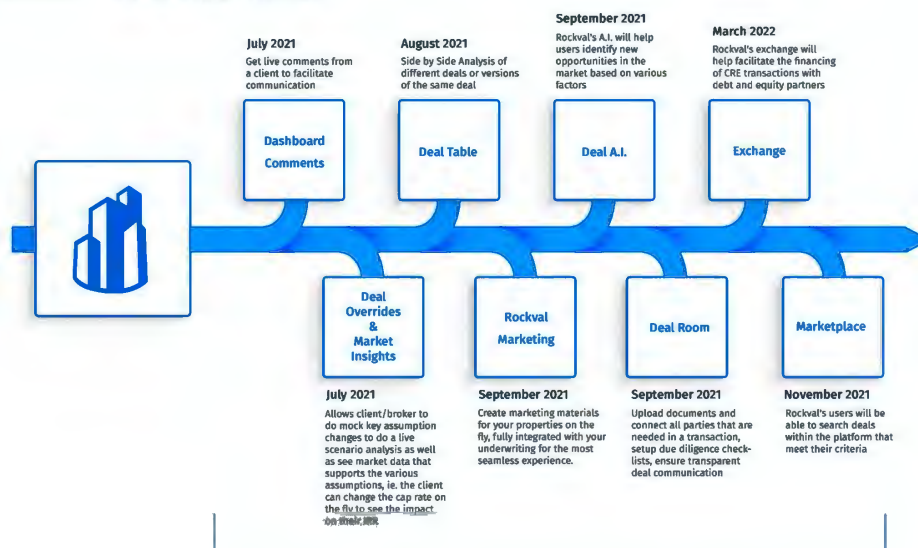 July 2021
Get live comments from
a client to facilitate
communication
Dashboard
Comments
August 2021
Side by Side Analysis of
different deals or versions
of the same deal
Deal Table
September 2021
Rockval's A.I. will help
users identify new
opportunities in the
market based on various
factors
Deal A.I.
March 2022
Rockval's exchange will
help facilitate the financing
of CRE transactions with
debt and equity partners
Exchange
Deal
Overrides
&
Market
Insights
July 2021
Allows client/broker to
do mock key assumption
changes to do a live
scenario analysis as well
as see market data that
supports the various
assumptions, ie. the client
can change the cap rate on
the fly to see the impact
on their IRR
Rockval
Marketing
September 2021
Create marketing materials
for your properties on the
fly, fully integrated with your
underwriting for the most
seamless experience.
Deal Room
September 2021
Upload documents and
connect all parties that are
needed in a transaction,
setup due diligence check-
lists, ensure transparent
deal communication
Marketplace
November 2021
Rockval's users will be
able to search deals
within the platform that
meet their criteria